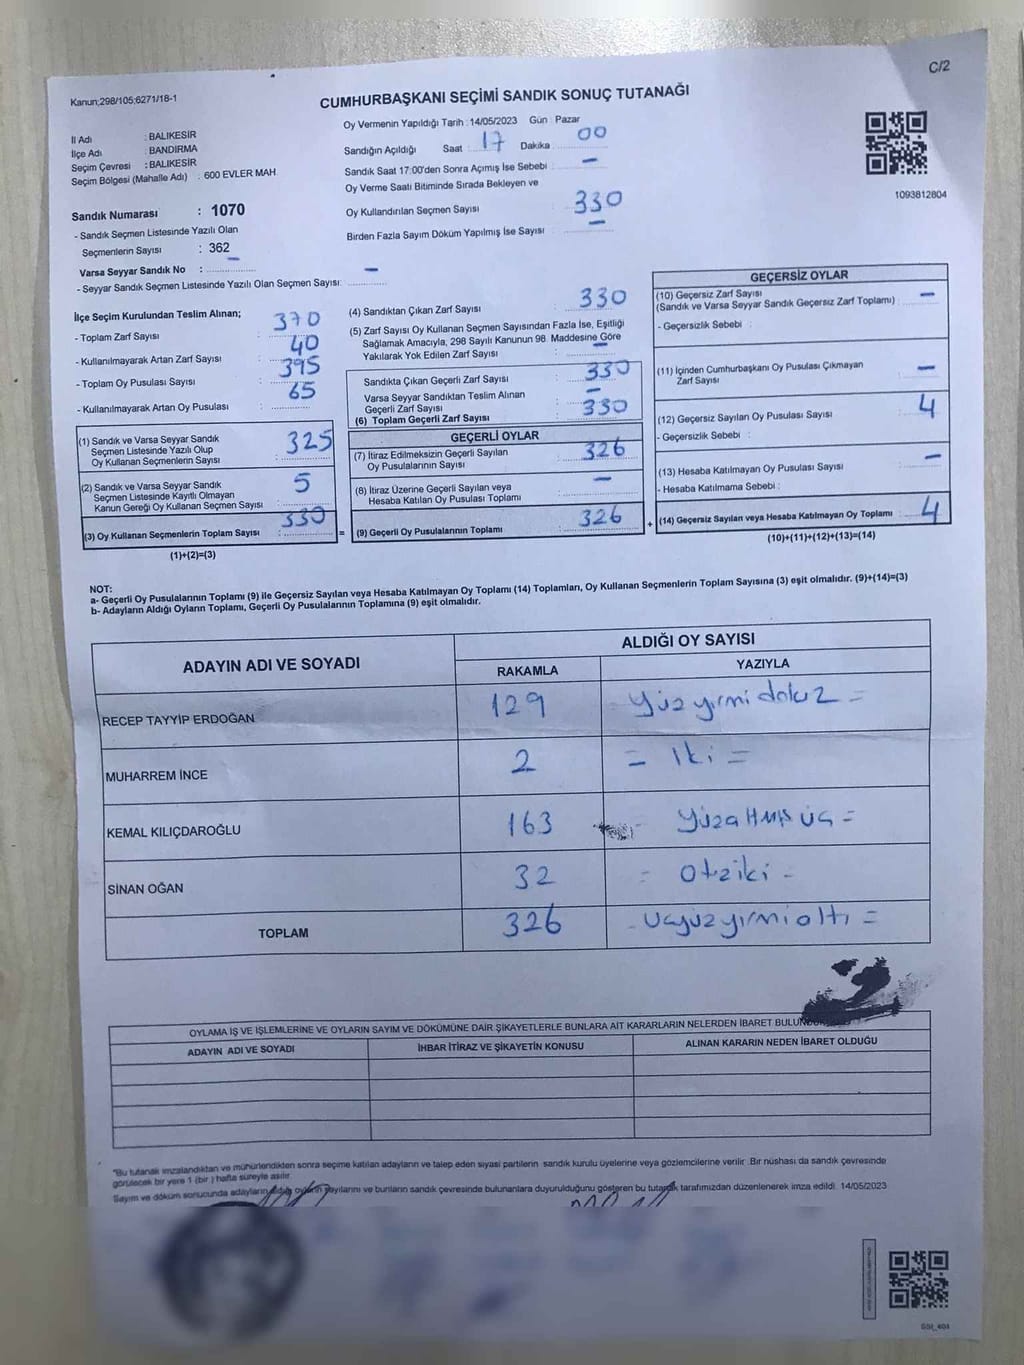 C/2
Kanun;298/105;6271/18-1
CUMHURBAŞKANI SEÇİMİ SANDIK SONUÇ TUTANAĞI
İl Adı : BALIKESİR
İlçe Adı : BANDIRMA
Seçim Çevresi : BALIKESİR
Seçim Bölgesi (Mahalle Adı) : 600 EVLER MAH.
Sandık Numarası : 1070
- Sandık Seçmen Listesinde Yazılı Olan
Seçmenlerin Sayısı : 362
Varsa Seyyar Sandık No : -
- Seyyar Sandık Seçmen Listesinde Yazılı Olan Seçmen Sayısı: -
Oy Vermenin Yapıldığı Tarih : 14/05/2023 Gün : Pazar
Sandığın Açıldığı Saat : 17 Dakika : 00
Sandık Saat 17:00'den Sonra Açımış İse Sebebi : -
Oy Verme Saati Bitiminde Sırada Bekleyen ve
Oy Kullandırılan Seçmen Sayısı : 330
Birden Fazla Sayım Döküm Yapılmış İse Sayısı : -
1093812804
İlçe Seçim Kurulundan Teslim Alınan;
- Toplam Zarf Sayısı : 370
- Kullanılmayarak Artan Zarf Sayısı : 40
- Toplam Oy Pusulası Sayısı : 395
- Kullanılmayarak Artan Oy Pusulası : 65
(1) Sandık ve Varsa Seyyar Sandık
Seçmen Listesinde Yazılı Olup
Oy Kullanan Seçmenlerin Sayısı : 325
(2) Sandık ve Varsa Seyyar Sandık
Seçmen Listesinde Kayıtlı Olmayan
Kanun Gereği Oy Kullanan Seçmen Sayısı : 5
(3) Oy Kullanan Seçmenlerin Toplam Sayısı : 330
(1)+(2)=(3)
=
(4) Sandıktan Çıkan Zarf Sayısı : 330
(5) Zarf Sayısı Oy Kullanan Seçmen Sayısından Fazla İse, Eşitliği
Sağlamak Amacıyla, 298 Sayılı Kanunun 98. Maddesine Göre
Yakılarak Yok Edilen Zarf Sayısı : -
Sandıkta Çıkan Geçerli Zarf Sayısı : 330
Varsa Seyyar Sandıktan Teslim Alınan
Geçerli Zarf Sayısı : -
(6) Toplam Geçerli Zarf Sayısı : 330
GEÇERLİ OYLAR
(7) İtiraz Edilmeksizin Geçerli Sayılan
Oy Pusulalarının Sayısı : 326
(8) İtiraz Üzerine Geçerli Sayılan veya
Hesaba Katılan Oy Pusulası Toplamı : -
(9) Geçerli Oy Pusulalarının Toplamı : 326
+
GEÇERSİZ OYLAR
(10) Geçersiz Zarf Sayısı
(Sandık ve Varsa Seyyar Sandık Geçersiz Zarf Toplamı) : -
- Geçersizlik Sebebi :
(11) İçinden Cumhurbaşkanı Oy Pusulası Çıkmayan
Zarf Sayısı : -
(12) Geçersiz Sayılan Oy Pusulası Sayısı : 4
- Geçersizlik Sebebi :
(13) Hesaba Katılmayan Oy Pusulası Sayısı : -
- Hesaba Katılmama Sebebi :
(14) Geçersiz Sayılan veya Hesaba Katılmayan Oy Toplamı : 4
(10)+(11)+(12)+(13)=(14)
NOT:
a- Geçerli Oy Pusulalarının Toplamı (9) ile Geçersiz Sayılan veya Hesaba Katılmayan Oy Toplamı (14) Toplamları, Oy Kullanan Seçmenlerin Toplam Sayısına (3) eşit olmalıdır. (9)+(14)=(3)
b- Adayların Aldığı Oyların Toplamı, Geçerli Oy Pusulalarının Toplamına (9) eşit olmalıdır.
ADAYIN ADI VE SOYADI
ALDIĞI OY SAYISI
RAKAMLA YAZIYLA
RECEP TAYYİP ERDOĞAN 129 yüz yirmi dokuz =
MUHARREM İNCE 2 = iki =
KEMAL KILIÇDAROĞLU 163 yüzaltmış üç =
SİNAN OĞAN 32 = otziki -
TOPLAM 326 - üçyüz yirmi altı =
OYLAMA İŞ VE İŞLEMLERİNE VE OYLARIN SAYIM VE DÖKÜMÜNE DAİR ŞİKAYETLERLE BUNLARA AİT KARARLARIN NELERDEN İBARET
ADAYIN ADI VE SOYADI İHBAR İTİRAZ VE ŞİKAYETİN KONUSU ALINAN KARARIN NEDEN İBARET OLDUĞU
*Bu tutanak imzalandıktan ve mühürlendikten sonra seçime katılan adayların ve talep eden siyasi partilerin sandık kurulu üyelerine veya gözlemcilerine verilir. Bir nüshası da sandık çevresinde
görülecek bir yere 1 (bir ) hafta süreyle asılır.
Sayım ve döküm sonucunda adayların aldığı oyların sayılarını ve bunların sandık çevresinde bulunanlara duyurulduğunu gösteren bu tutanak tarafımızdan düzenlenerek imza edildi. 14/05/2023